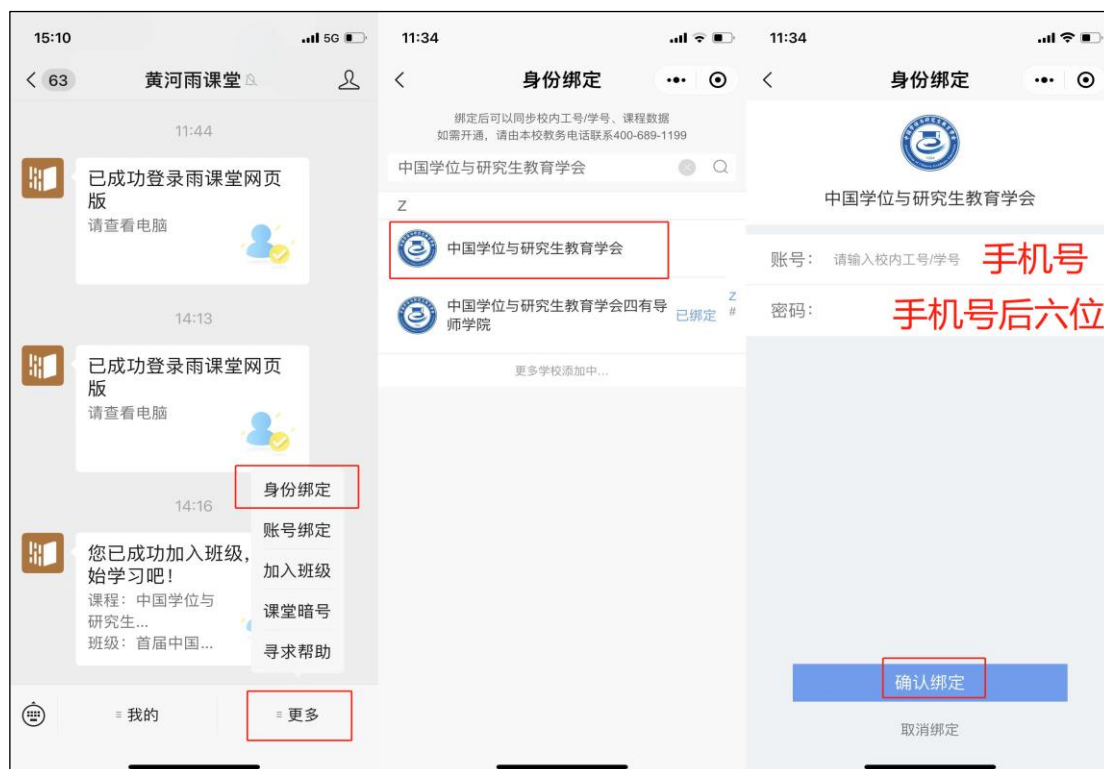 15:10
5G
63
黄河雨课堂
11:44
已成功登录雨课堂网页
版
请查看电脑
14:13
已成功登录雨课堂网页
版
请查看电脑
14:16
您已成功加入班级,
始学习吧!
课程:中国学位与
研究生...
班级:首届中国...
身份绑定
账号绑定
加入班级
课堂暗号
寻求帮助
我的
更多
11:34
身份绑定
绑定后可以同步校内工号/学号、课程数据
如需开通,请由本校教务电话联系400-689-1199
中国学位与研究生教育学会
Z
中国学位与研究生教育学会
中国学位与研究生教育学会四有导
师学院
已绑定
Z
#
更多学校添加中...
11:34
身份绑定
中国学位与研究生教育学会
账号: 请输入校内工号/学号 手机号
密码: 手机号后六位
确认绑定
取消绑定